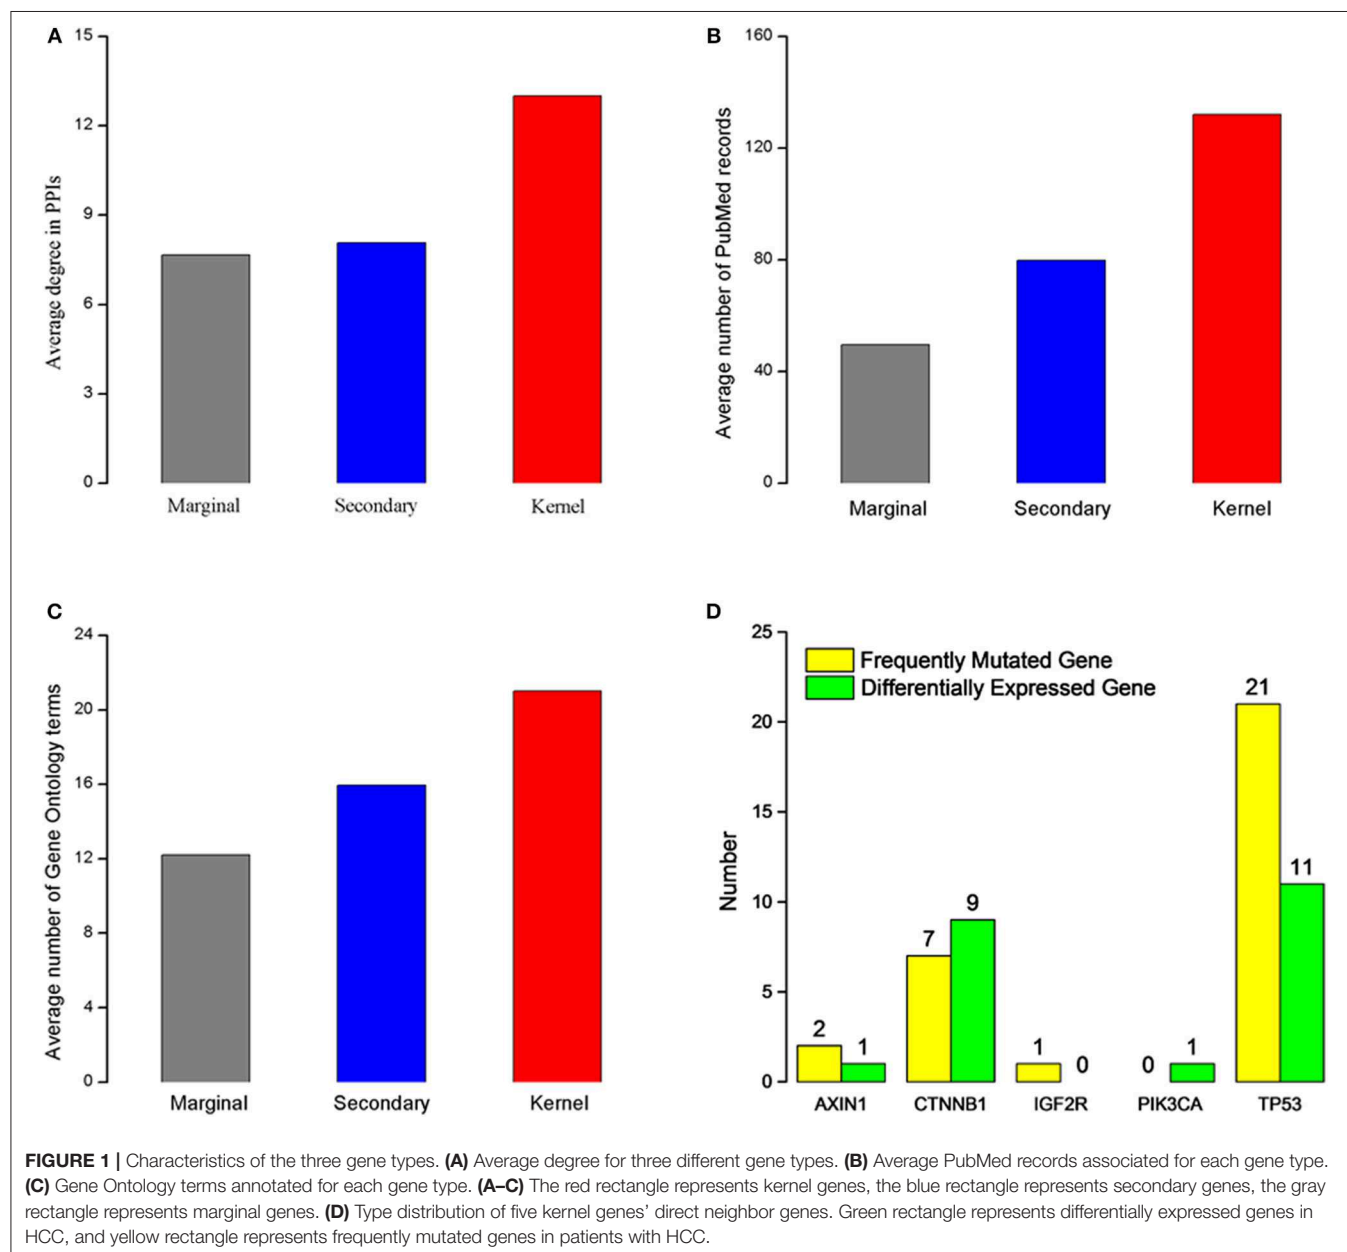 A
15
12
9
6
3
0
Average degree in PPIs
Marginal Secondary Kernel
B
160
120
80
40
0
Average number of PubMed records
Marginal Secondary Kernel
C
24
20
16
12
8
4
0
Average number of Gene Ontology terms
Marginal Secondary Kernel
D
25
20
15
10
5
0
Number
Frequently Mutated Gene
Differentially Expressed Gene
2 1 7 9 1 0 0 1 21 11
AXIN1 CTNNB1 IGF2R PIK3CA TP53
FIGURE 1 | Characteristics of the three gene types. (A) Average degree for three different gene types. (B) Average PubMed records associated for each gene type.
(C) Gene Ontology terms annotated for each gene type. (A–C) The red rectangle represents kernel genes, the blue rectangle represents secondary genes, the gray
rectangle represents marginal genes. (D) Type distribution of five kernel genes' direct neighbor genes. Green rectangle represents differentially expressed genes in
HCC, and yellow rectangle represents frequently mutated genes in patients with HCC.